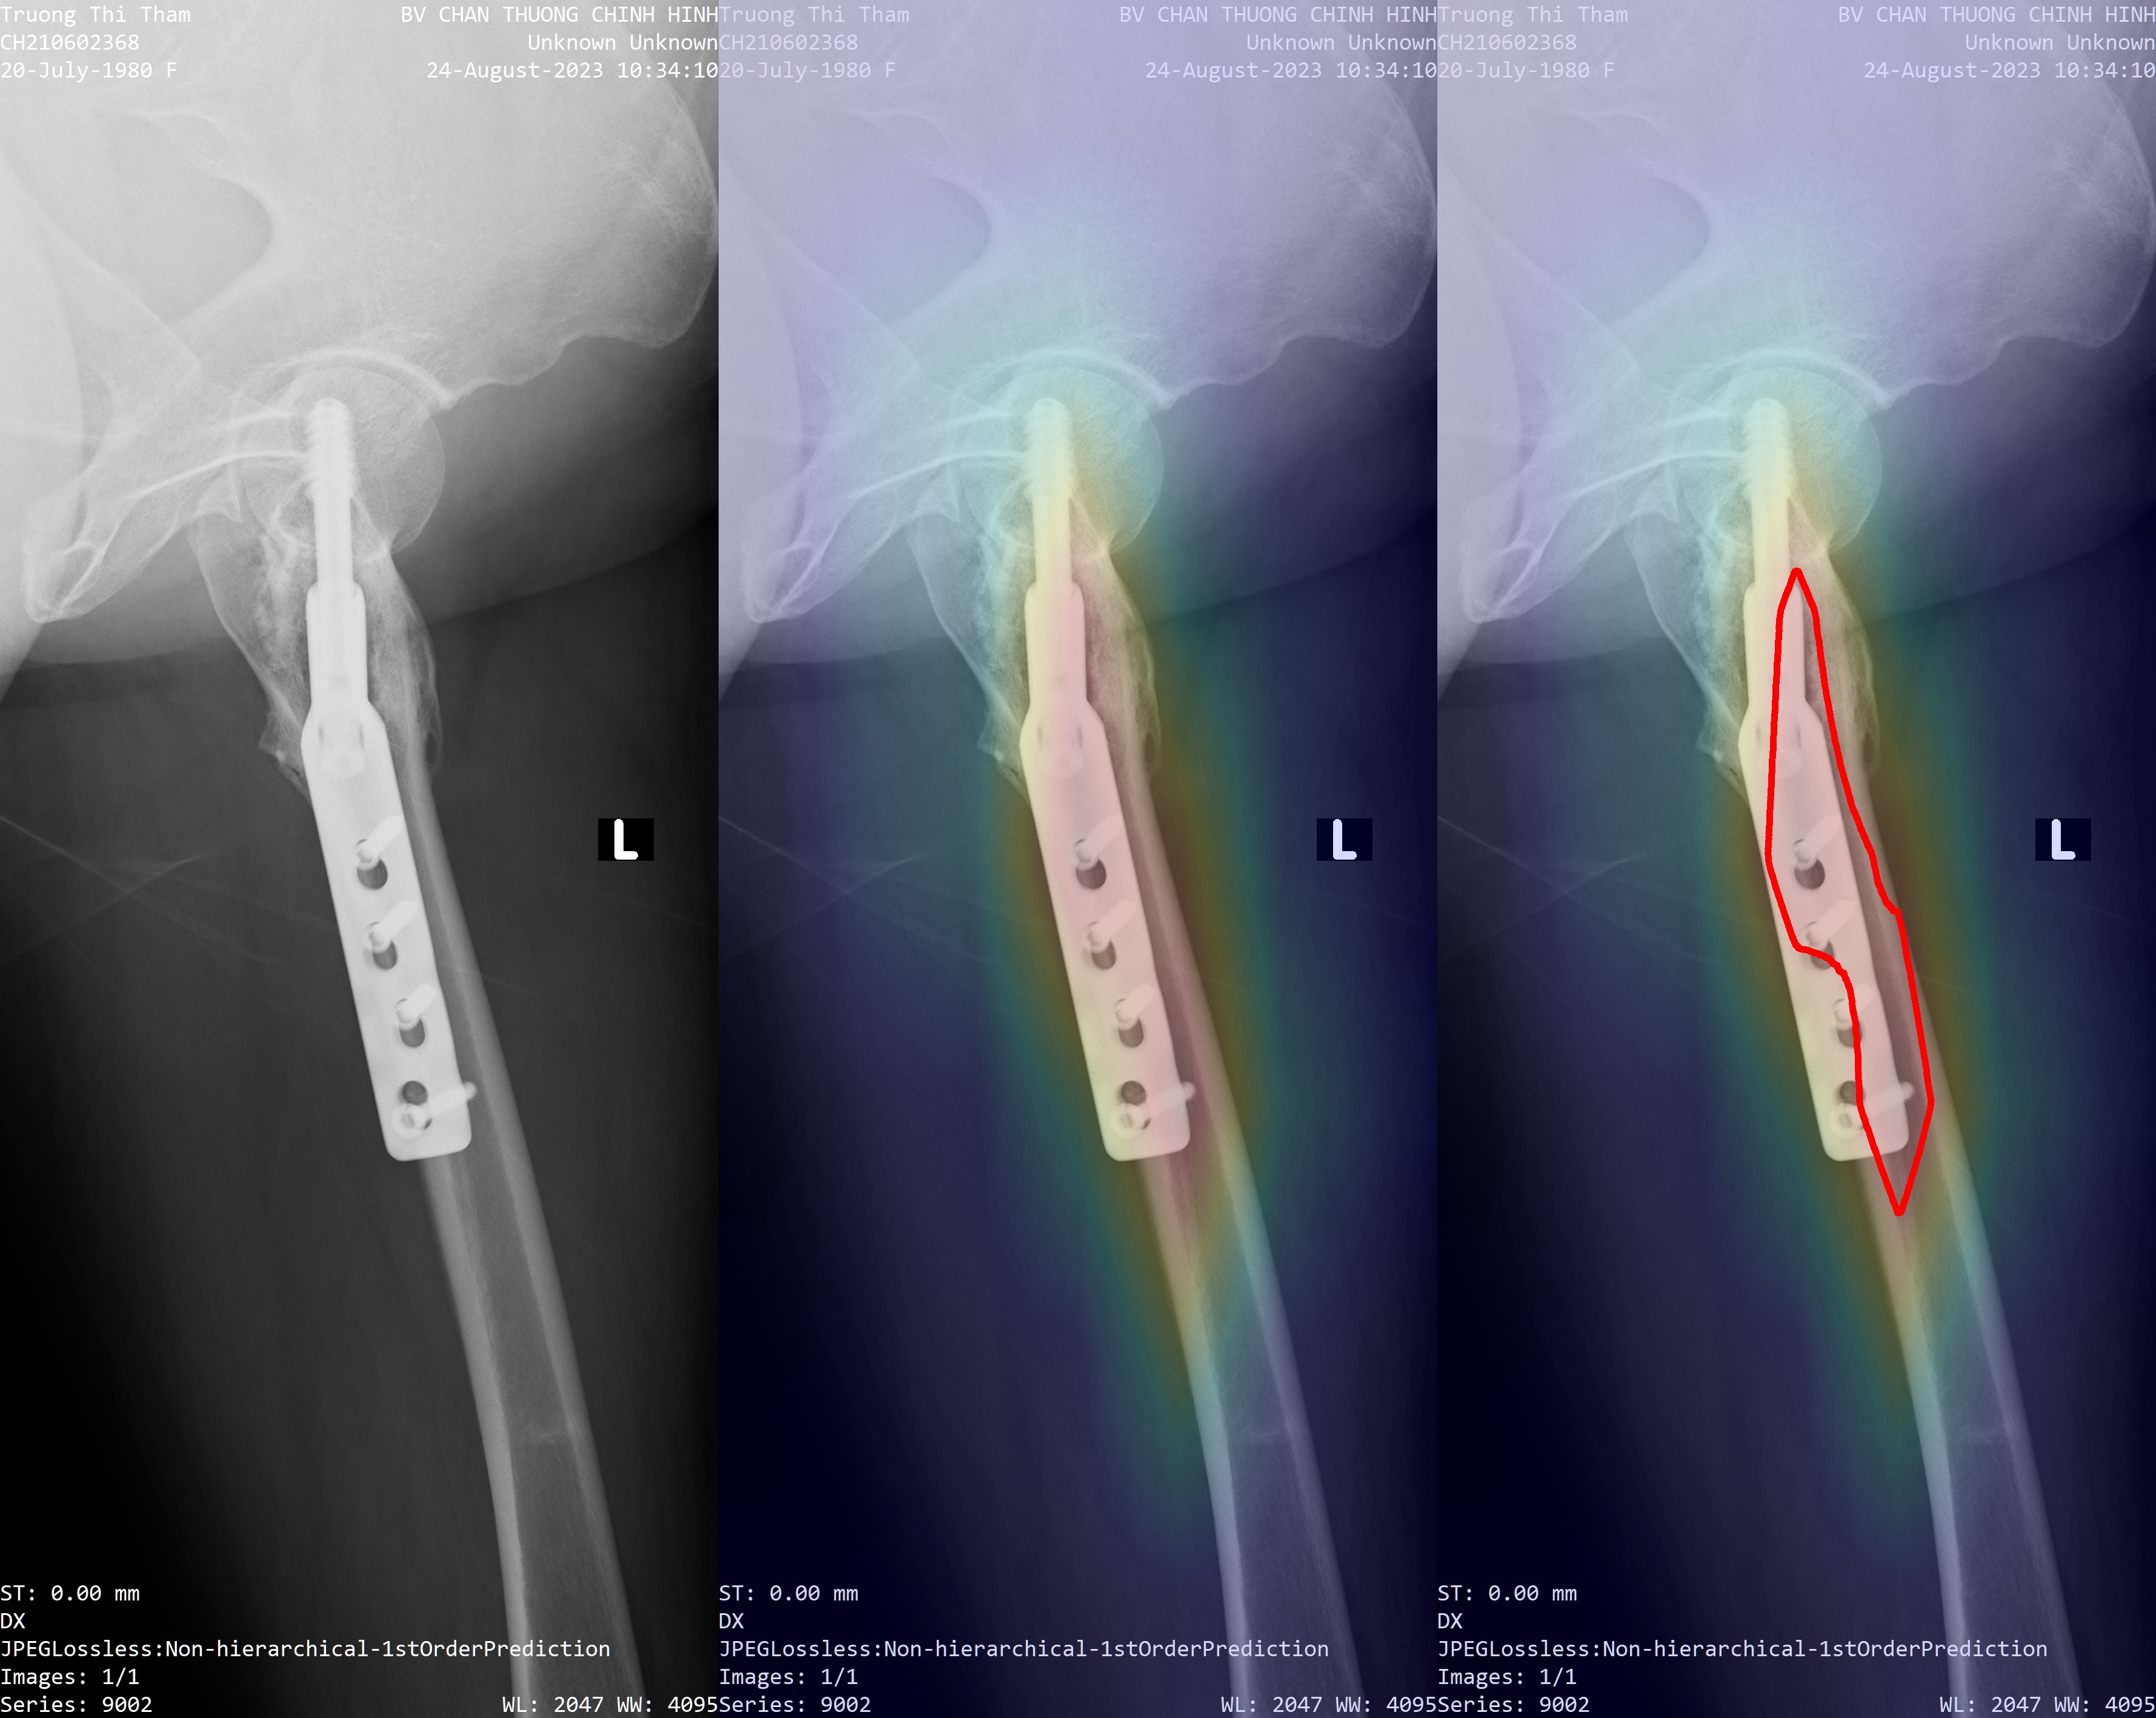 Truong Thi Tham
CH210602368
20-July-1980 F
BV CHAN THUONG CHINH HINH
Unknown Unknown
24-August-2023 10:34:10
L
ST: 0.00 mm
DX
JPEGLossless:Non-hierarchical-1stOrderPrediction
Images: 1/1
Series: 9002
WL: 2047 WW: 4095
Truong Thi Tham
CH210602368
20-July-1980 F
BV CHAN THUONG CHINH HINH
Unknown Unknown
24-August-2023 10:34:10
L
ST: 0.00 mm
DX
JPEGLossless:Non-hierarchical-1stOrderPrediction
Images: 1/1
Series: 9002
WL: 2047 WW: 4095
Truong Thi Tham
CH210602368
20-July-1980 F
BV CHAN THUONG CHINH HINH
Unknown Unknown
24-August-2023 10:34:10
L
ST: 0.00 mm
DX
JPEGLossless:Non-hierarchical-1stOrderPrediction
Images: 1/1
Series: 9002
WL: 2047 WW: 4095